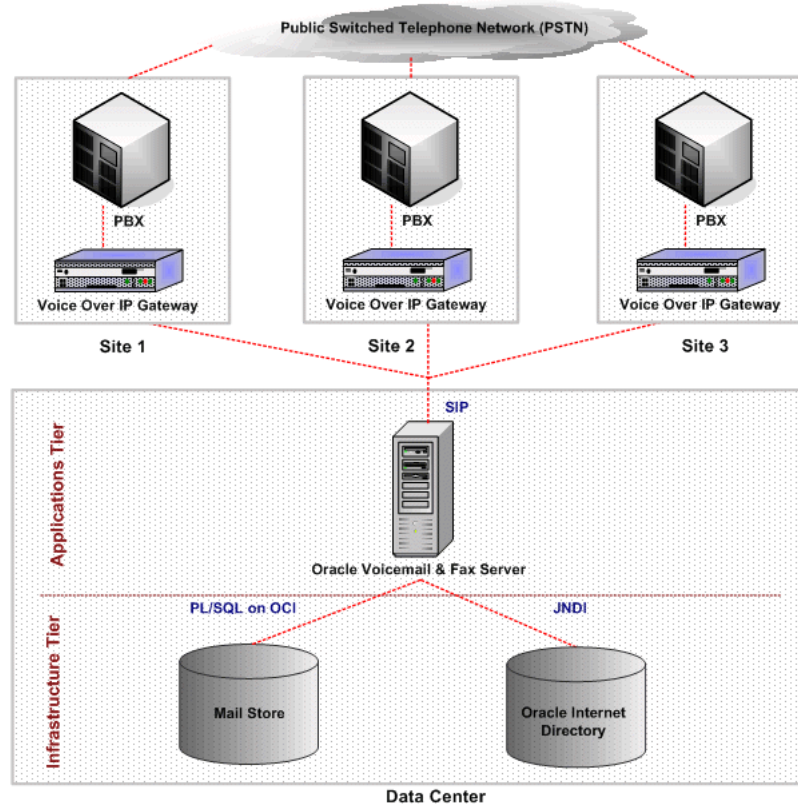 Public Switched Telephone Network (PSTN)
PBX
PBX
PBX
Voice Over IP Gateway
Voice Over IP Gateway
Voice Over IP Gateway
Site 1
Site 2
Site 3
SIP
Applications Tier
Oracle Voicemail & Fax Server
PL/SQL on OCI
JNDI
Infrastructure Tier
Mail Store
Oracle Internet
Directory
Data Center